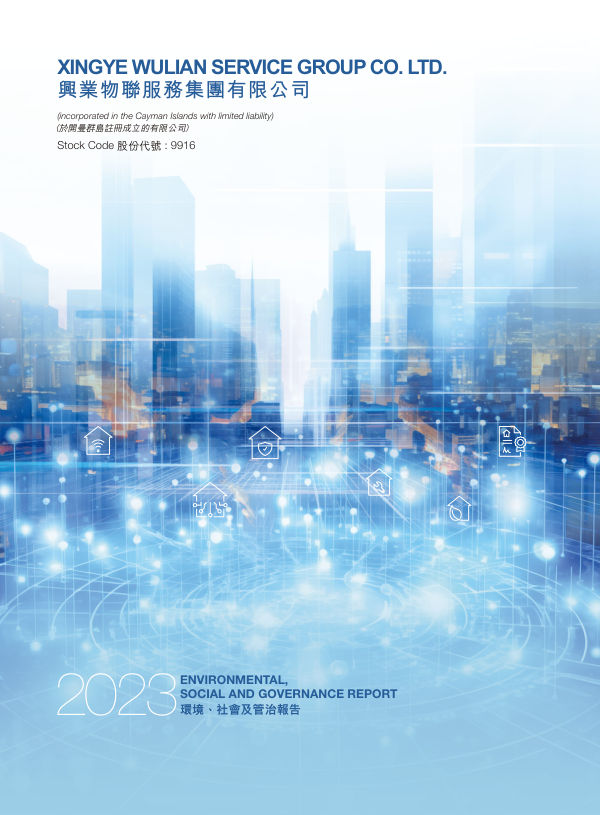 XINGYE WULIAN SERVICE GROUP CO. LTD.
興業物聯服務集團有限公司
(incorporated in the Cayman Islands with limited liability)
(於開曼群島註冊成立的有限公司)
Stock Code 股份代號 : 9916
2023
ENVIRONMENTAL,
SOCIAL AND GOVERNANCE REPORT
環境、社會及管治報告